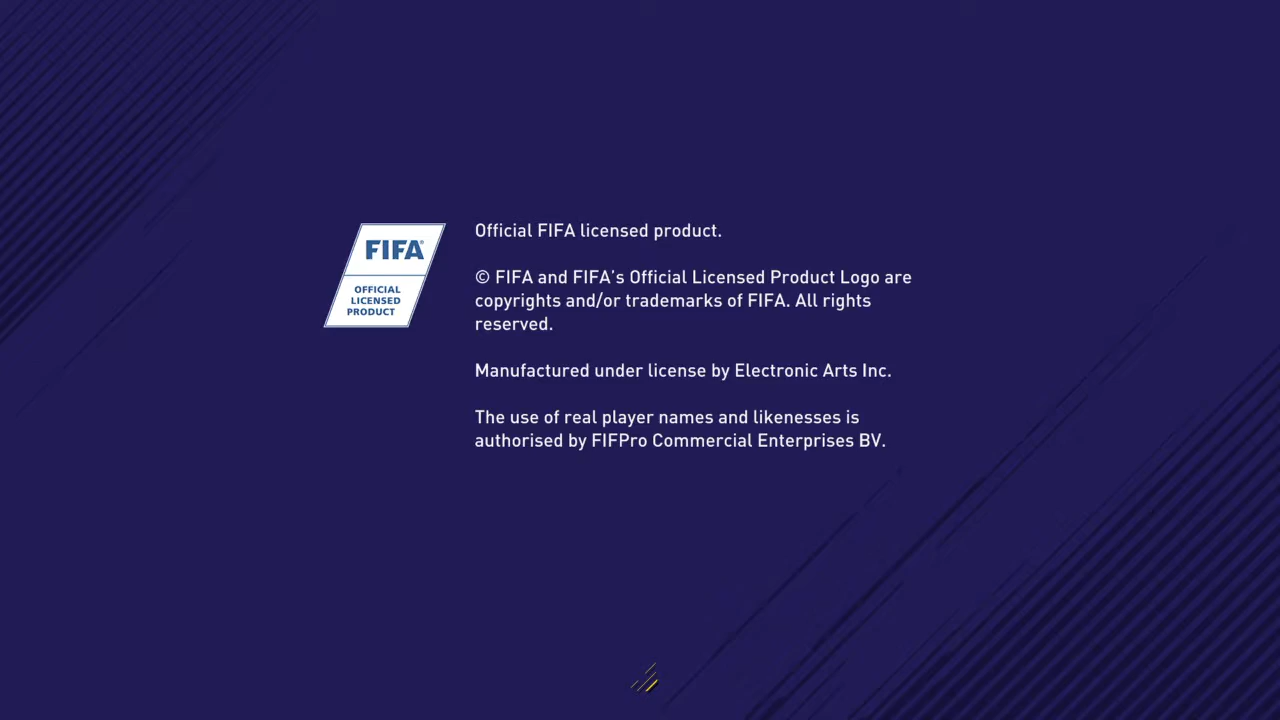 FIFA®
OFFICIAL
LICENSED
PRODUCT
Official FIFA licensed product.
© FIFA and FIFA's Official Licensed Product Logo are
copyrights and/or trademarks of FIFA. All rights
reserved.
Manufactured under license by Electronic Arts Inc.
The use of real player names and likenesses is
authorised by FIFPro Commercial Enterprises BV.